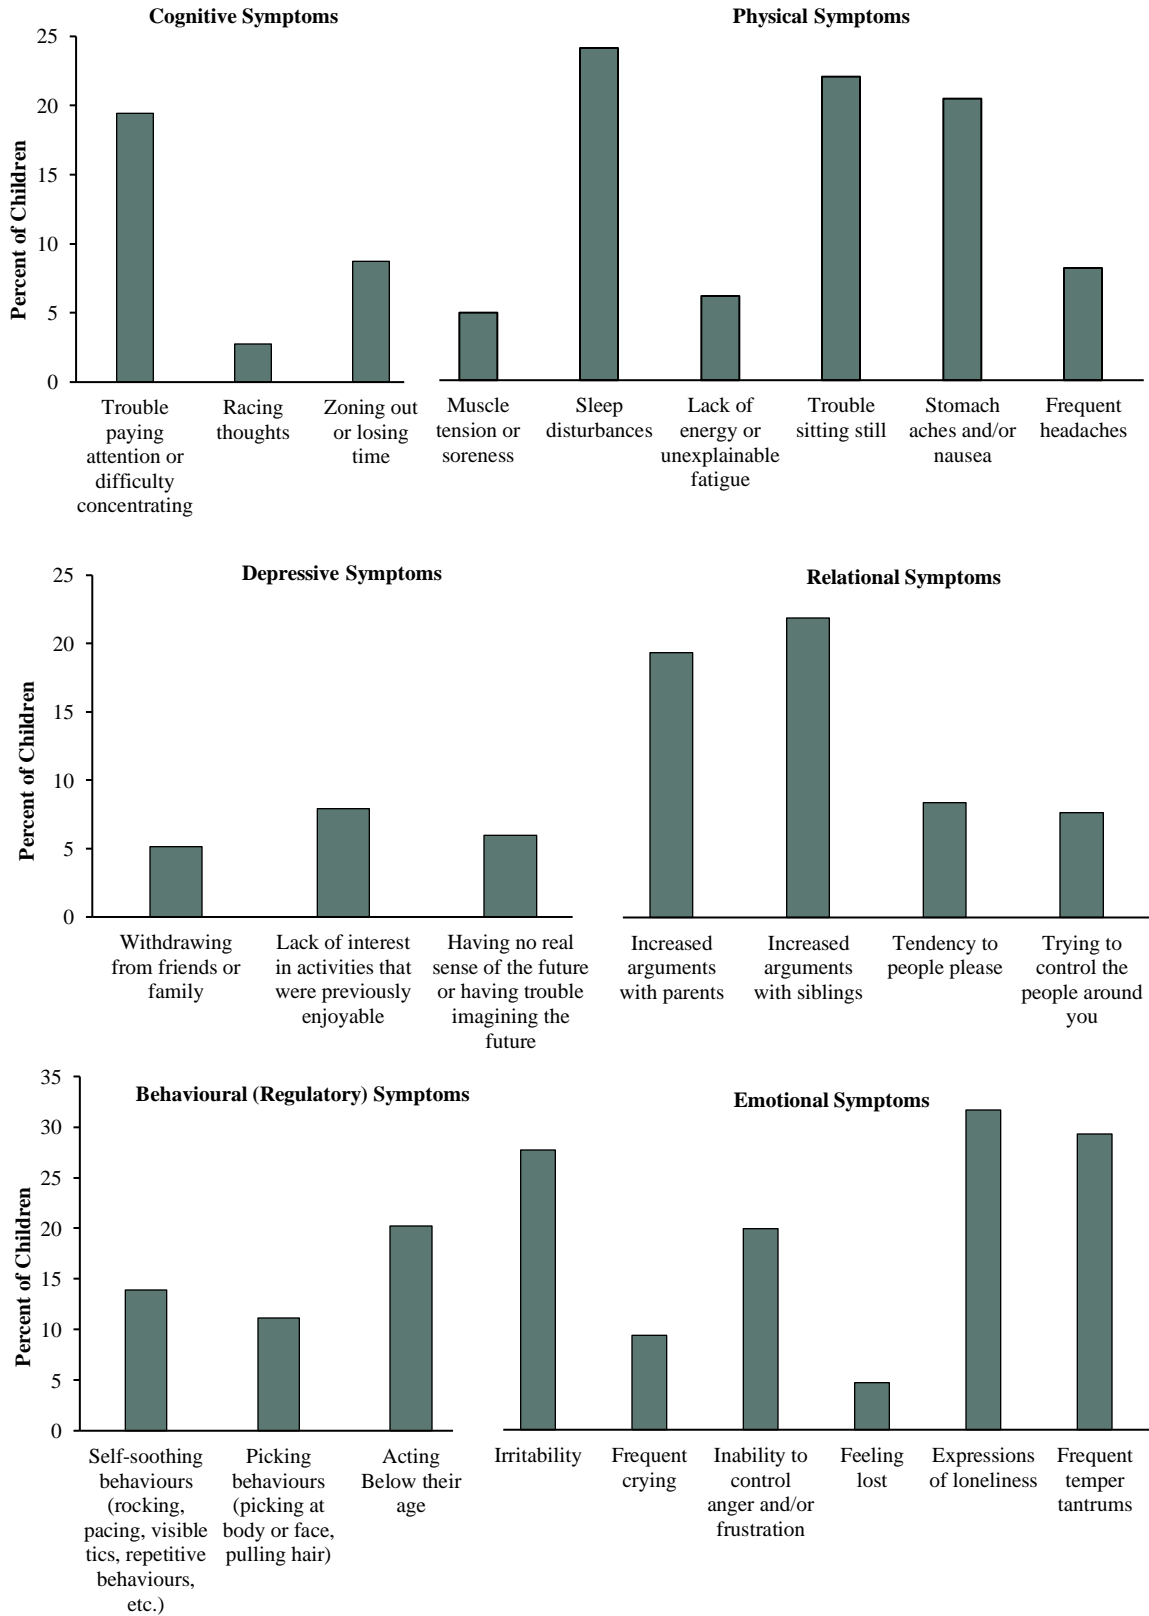 Cognitive Symptoms
Physical Symptoms
Percent of Children
25
20
15
10
5
0
Trouble
paying
attention or
difficulty
concentrating
Racing
thoughts
Zoning out
or losing
time
Muscle
tension or
soreness
Sleep
disturbances
Lack of
energy or
unexplainable
fatigue
Trouble
sitting still
Stomach
aches and/or
nausea
Frequent
headaches
Depressive Symptoms
Relational Symptoms
Percent of Children
25
20
15
10
5
0
Withdrawing
from friends or
family
Lack of interest
in activities that
were previously
enjoyable
Having no real
sense of the future
or having trouble
imagining the
future
Increased
arguments
with parents
Increased
arguments
with siblings
Tendency to
people please
Trying to
control the
people around
you
Behavioural (Regulatory) Symptoms
Emotional Symptoms
Percent of Children
35
30
25
20
15
10
5
0
Self-soothing
behaviours
(rocking,
pacing, visible
tics, repetitive
behaviours,
etc.)
Picking
behaviours
(picking at
body or face,
pulling hair)
Acting
Below their
age
Irritability
Frequent
crying
Inability to
control
anger and/or
frustration
Feeling
lost
Expressions
of loneliness
Frequent
temper
tantrums